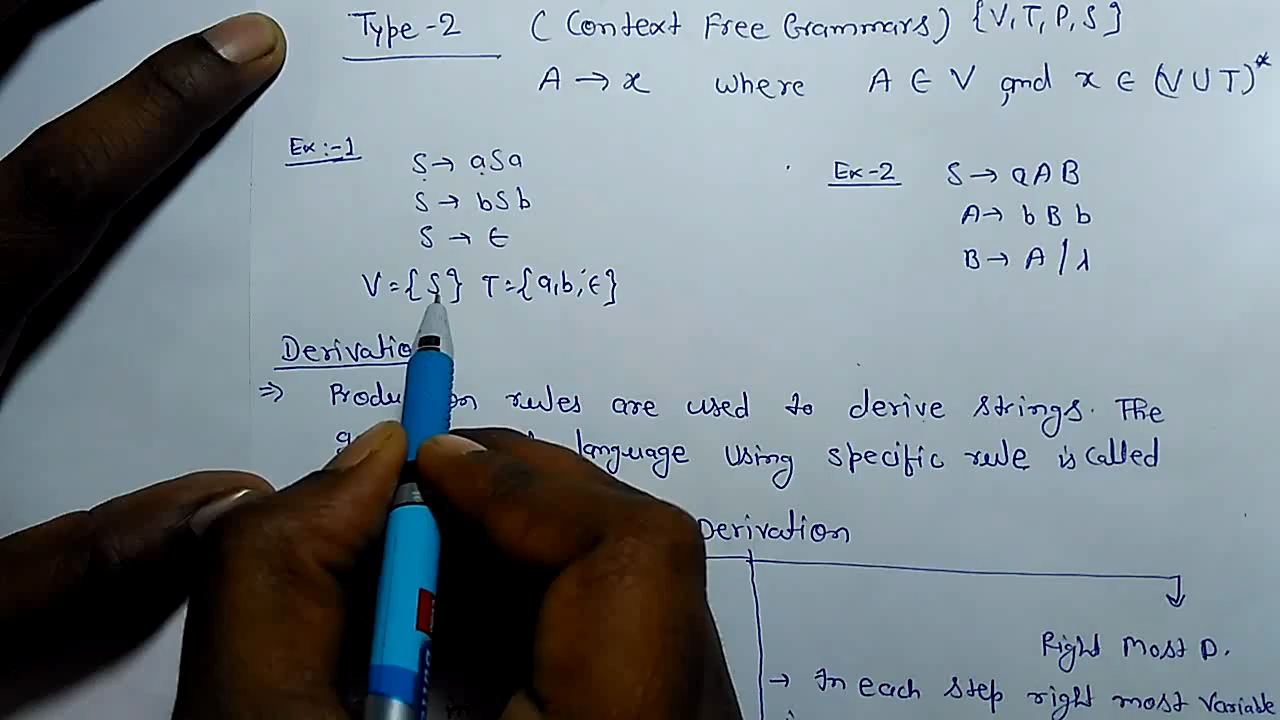 Type-2 (Context Free Grammars) {V, T, P, S}
A → x where A ∈ V and x ∈ (V U T)*
Ex:-1
S → aSa
S → bSb
S → ε
V = {S} T = {a, b, ε}
Ex-2
S → aAB
A → bBb
B → A / λ
Derivatio
⇒ Produ on rules are used to derive strings. The
language using specific rule is called
Derivation
Right Most D.
→ In each step right most variable